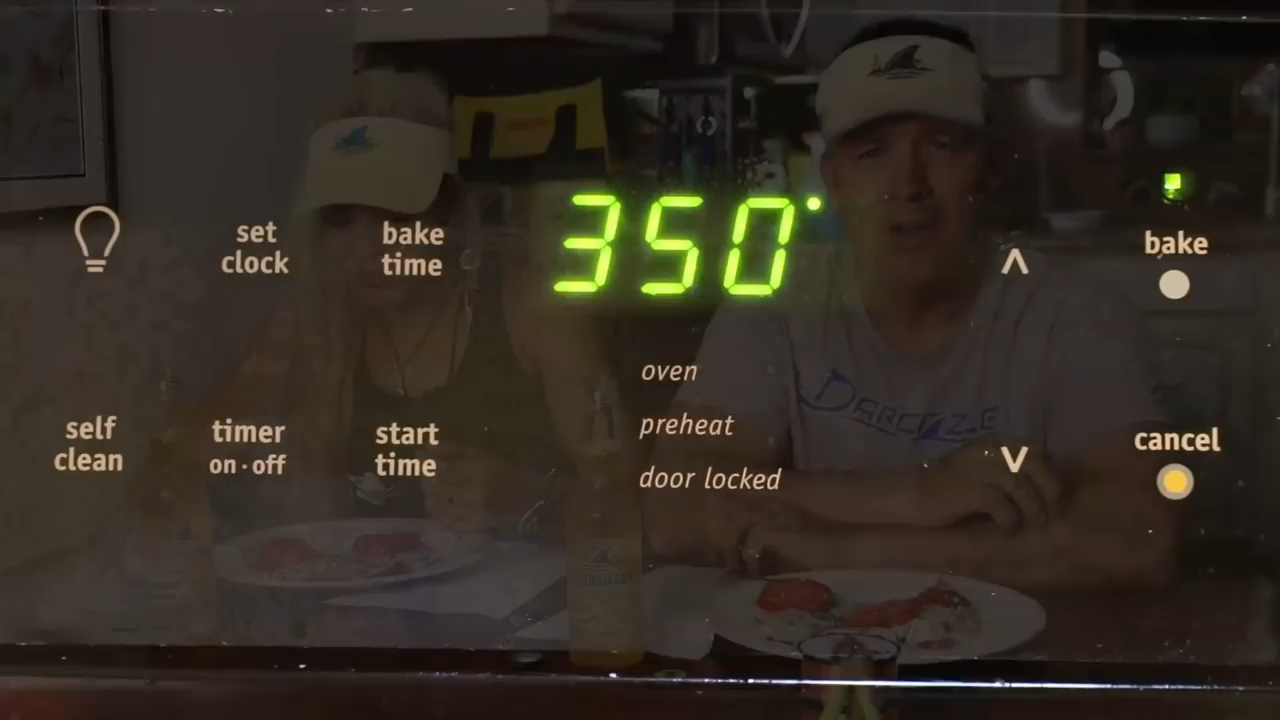 350°
set
clock
bake
time
bake
oven
preheat
door locked
self
clean
timer
on·off
start
time
cancel